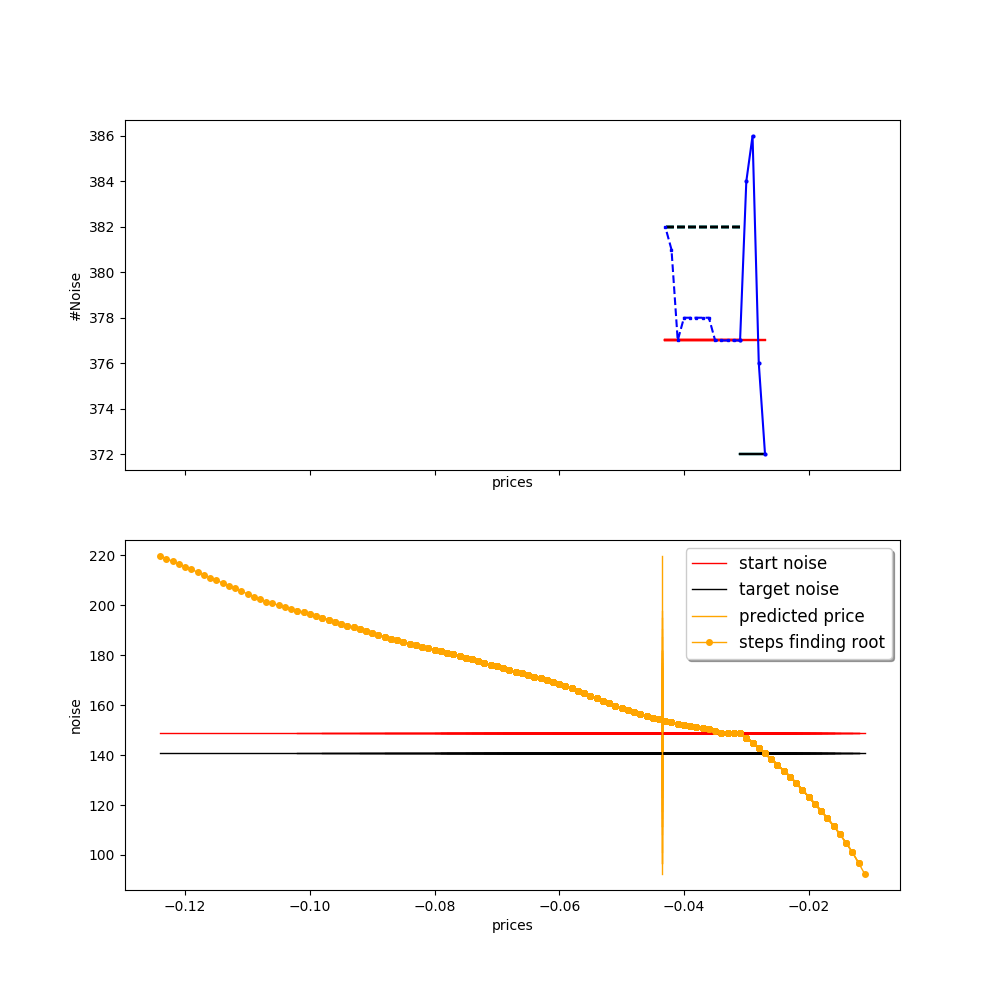 386
384
382
380
378
376
374
372
#Noise
prices
220
200
180
160
140
120
100
noise
start noise
target noise
predicted price
steps finding root
−0.12
−0.10
−0.08
−0.06
−0.04
−0.02
prices